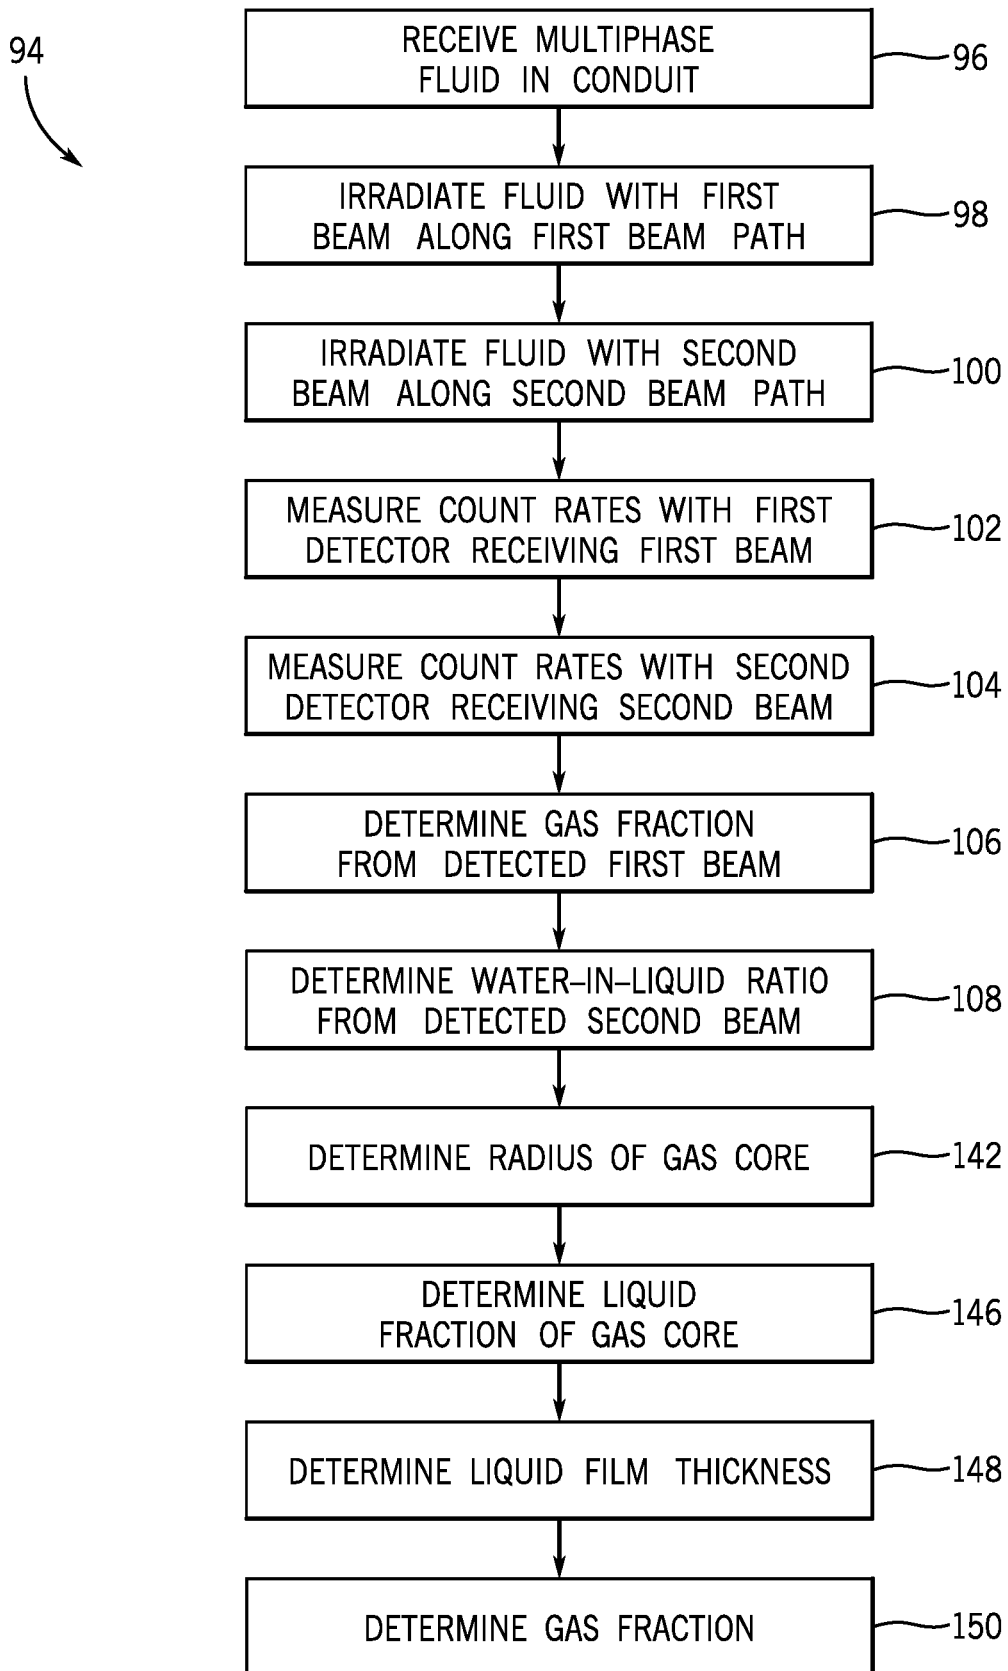 94
RECEIVE MULTIPHASE
FLUID IN CONDUIT
96
IRRADIATE FLUID WITH FIRST
BEAM ALONG FIRST BEAM PATH
98
IRRADIATE FLUID WITH SECOND
BEAM ALONG SECOND BEAM PATH
100
MEASURE COUNT RATES WITH FIRST
DETECTOR RECEIVING FIRST BEAM
102
MEASURE COUNT RATES WITH SECOND
DETECTOR RECEIVING SECOND BEAM
104
DETERMINE GAS FRACTION
FROM DETECTED FIRST BEAM
106
DETERMINE WATER–IN–LIQUID RATIO
FROM DETECTED SECOND BEAM
108
DETERMINE RADIUS OF GAS CORE
142
DETERMINE LIQUID
FRACTION OF GAS CORE
146
DETERMINE LIQUID FILM THICKNESS
148
DETERMINE GAS FRACTION
150